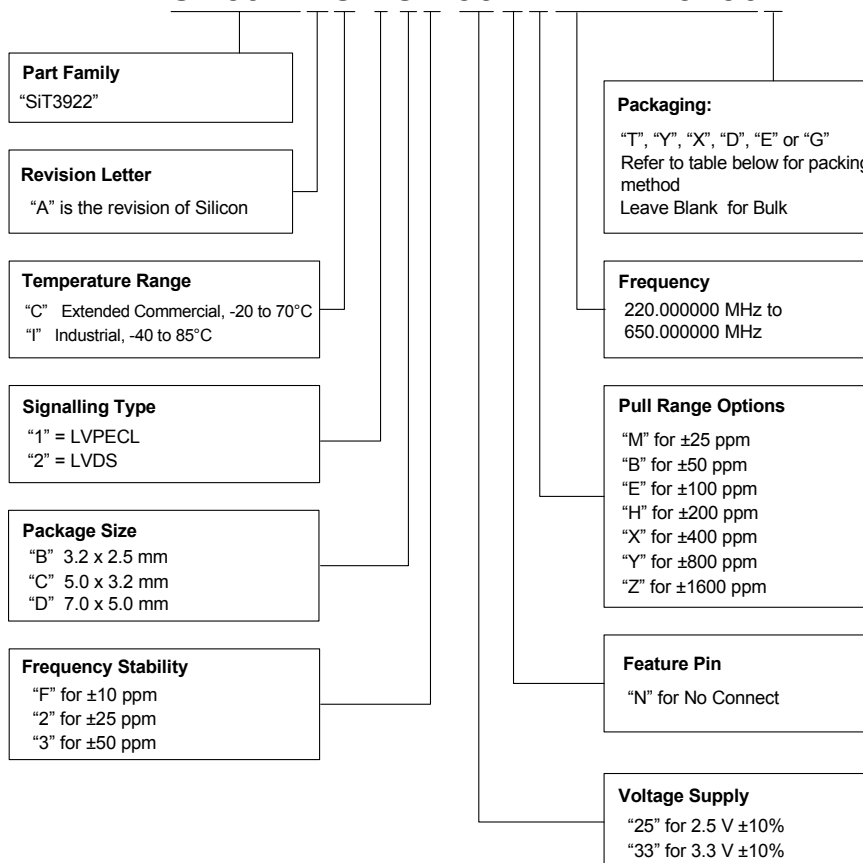 Part Family
“SiT3922”
Revision Letter
“A” is the revision of Silicon
Temperature Range
“C” Extended Commercial, -20 to 70°C
“I” Industrial, -40 to 85°C
Signalling Type
“1” = LVPECL
“2” = LVDS
Package Size
“B” 3.2 x 2.5 mm
“C” 5.0 x 3.2 mm
“D” 7.0 x 5.0 mm
Frequency Stability
“F” for ±10 ppm
“2” for ±25 ppm
“3” for ±50 ppm
Packaging:
“T”, “Y”, “X”, “D”, “E” or “G”
Refer to table below for packing
method
Leave Blank for Bulk
Frequency
220.000000 MHz to
650.000000 MHz
Pull Range Options
“M” for ±25 ppm
“B” for ±50 ppm
“E” for ±100 ppm
“H” for ±200 ppm
“X” for ±400 ppm
“Y” for ±800 ppm
“Z” for ±1600 ppm
Feature Pin
“N” for No Connect
Voltage Supply
“25” for 2.5 V ±10%
“33” for 3.3 V ±10%